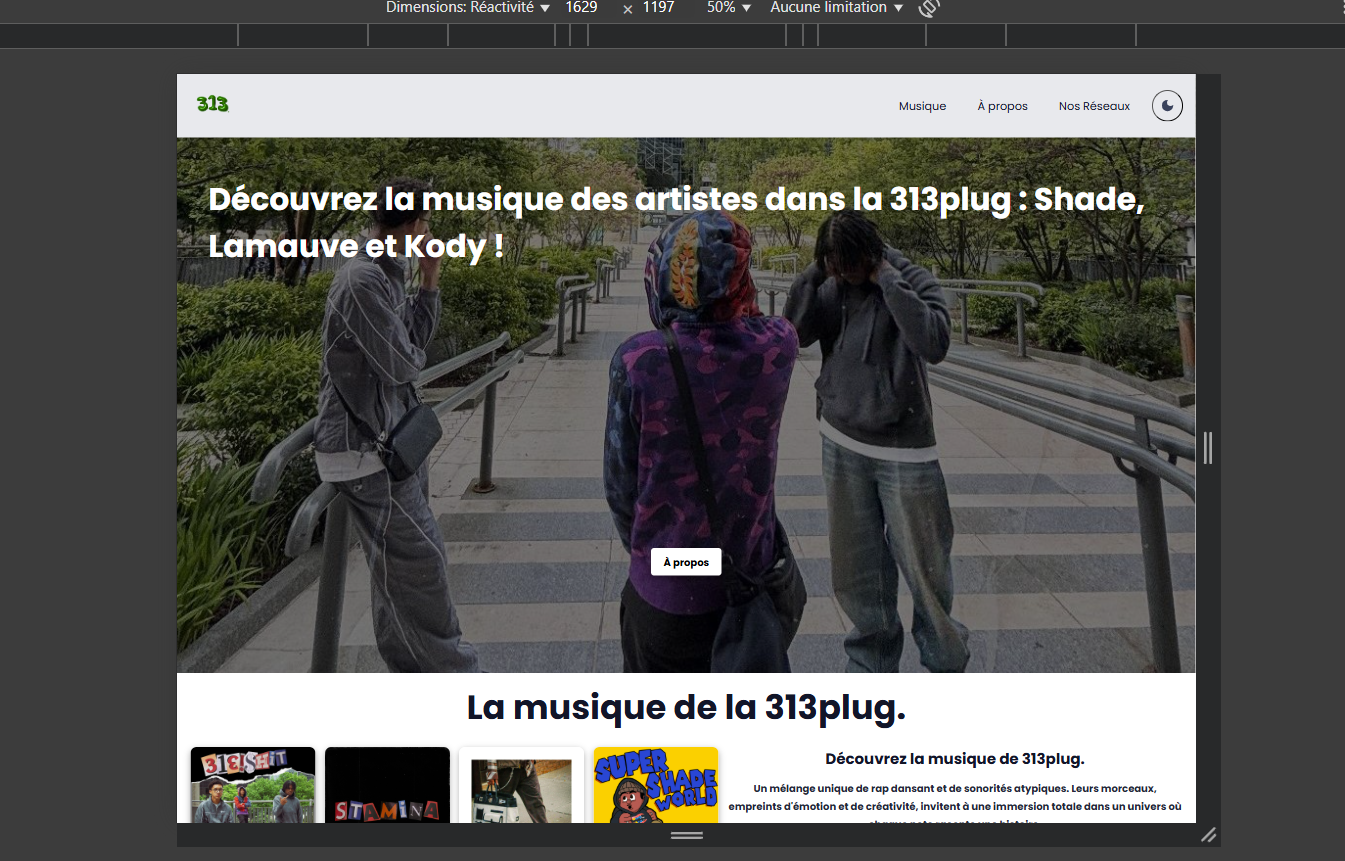 Dimensions: Réactivité ▼ 1629 × 1197 50% ▼ Aucune limitation ▼
313
Musique À propos Nos Réseaux
Découvrez la musique des artistes dans la 313plug : Shade,
Lamauve et Kody !
À propos
La musique de la 313plug.
313!SH!T
STAMINA
SUPER
SHADE
WORLD
Découvrez la musique de 313plug.
Un mélange unique de rap dansant et de sonorités atypiques. Leurs morceaux,
empreints d'émotion et de créativité, invitent à une immersion totale dans un univers où